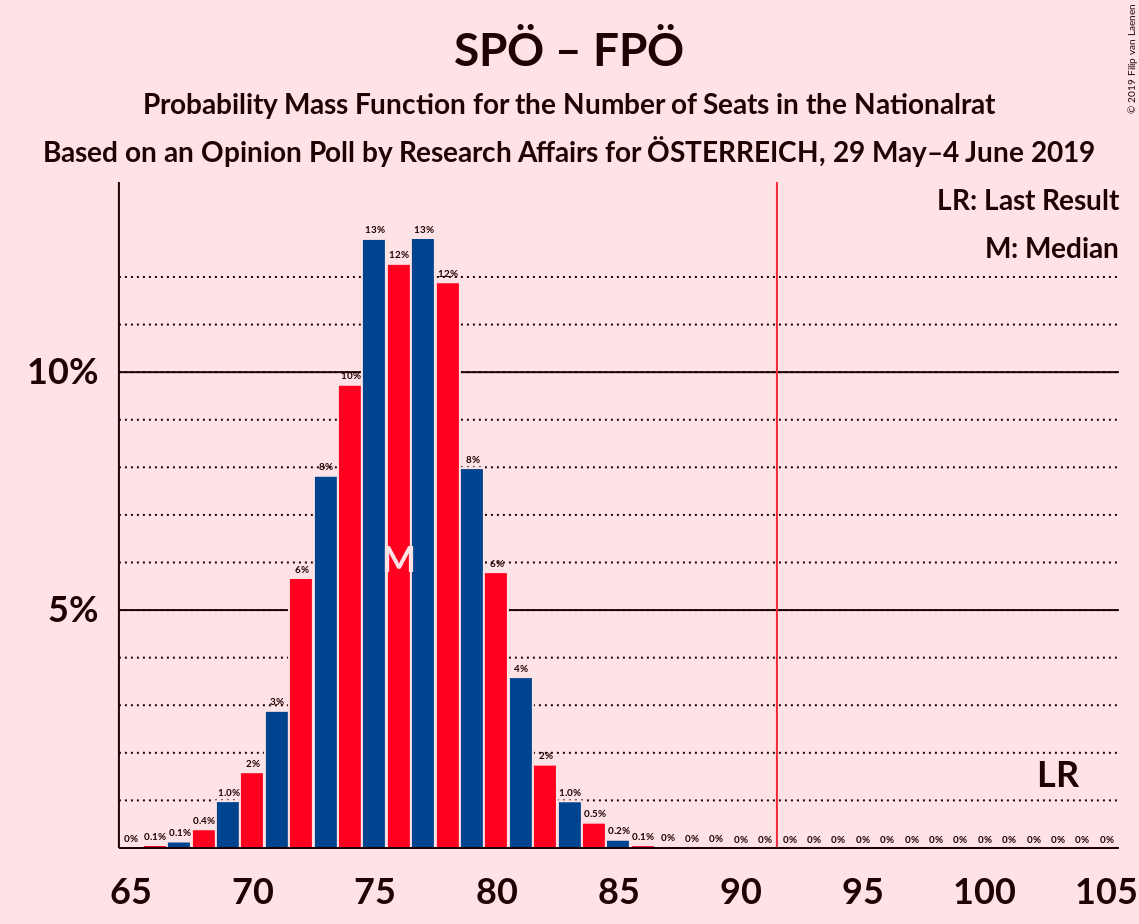 SPÖ – FPÖ
Probability Mass Function for the Number of Seats in the Nationalrat
Based on an Opinion Poll by Research Affairs for ÖSTERREICH, 29 May–4 June 2019
© 2019 Filip van Laenen
LR: Last Result
M: Median
10%
5%
0% 0.1% 0.1% 0.4% 1.0% 2% 3% 6% 8% 10% 13% 12% 13% 12% 8% 6% 4% 2% 1.0% 0.5% 0.2% 0.1% 0% 0% 0% 0% 0% 0% 0% 0% 0% 0% 0% 0% 0% 0% 0% 0% 0% 0% 0%
M
LR
65 70 75 80 85 90 95 100 105